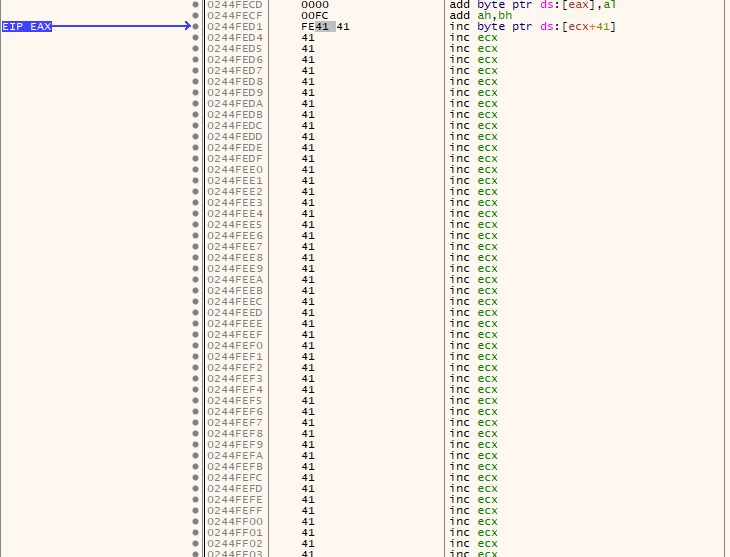 0244FECD 0000 add byte ptr ds:[eax],al
0244FECF 00FC add ah,bh
EIP EAX 0244FED1 FE41 41 inc byte ptr ds:[ecx+41]
0244FED4 41 inc ecx
0244FED5 41 inc ecx
0244FED6 41 inc ecx
0244FED7 41 inc ecx
0244FED8 41 inc ecx
0244FED9 41 inc ecx
0244FEDA 41 inc ecx
0244FEDB 41 inc ecx
0244FEDC 41 inc ecx
0244FEDD 41 inc ecx
0244FEDE 41 inc ecx
0244FEDF 41 inc ecx
0244FEE0 41 inc ecx
0244FEE1 41 inc ecx
0244FEE2 41 inc ecx
0244FEE3 41 inc ecx
0244FEE4 41 inc ecx
0244FEE5 41 inc ecx
0244FEE6 41 inc ecx
0244FEE7 41 inc ecx
0244FEE8 41 inc ecx
0244FEE9 41 inc ecx
0244FEEA 41 inc ecx
0244FEEB 41 inc ecx
0244FEEC 41 inc ecx
0244FEED 41 inc ecx
0244FEEE 41 inc ecx
0244FEEF 41 inc ecx
0244FEF0 41 inc ecx
0244FEF1 41 inc ecx
0244FEF2 41 inc ecx
0244FEF3 41 inc ecx
0244FEF4 41 inc ecx
0244FEF5 41 inc ecx
0244FEF6 41 inc ecx
0244FEF7 41 inc ecx
0244FEF8 41 inc ecx
0244FEF9 41 inc ecx
0244FEFA 41 inc ecx
0244FEFB 41 inc ecx
0244FEFC 41 inc ecx
0244FEFD 41 inc ecx
0244FEFE 41 inc ecx
0244FEFF 41 inc ecx
0244FF00 41 inc ecx
0244FF01 41 inc ecx
0244FF02 41 inc ecx
0244FF03 41 inc ecx